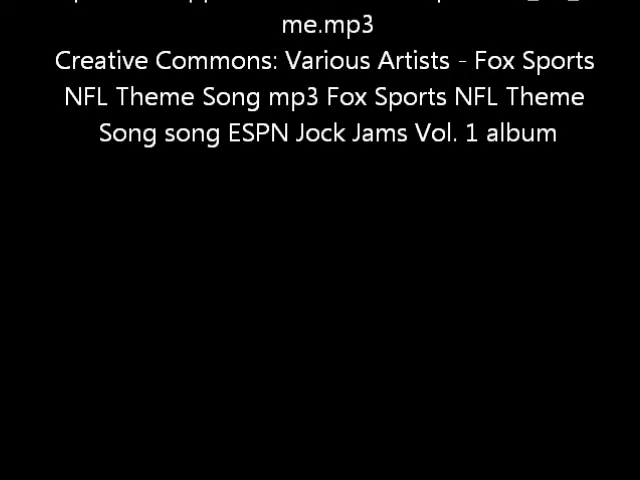 me.mp3
Creative Commons: Various Artists - Fox Sports
NFL Theme Song mp3 Fox Sports NFL Theme
Song song ESPN Jock Jams Vol. 1 album